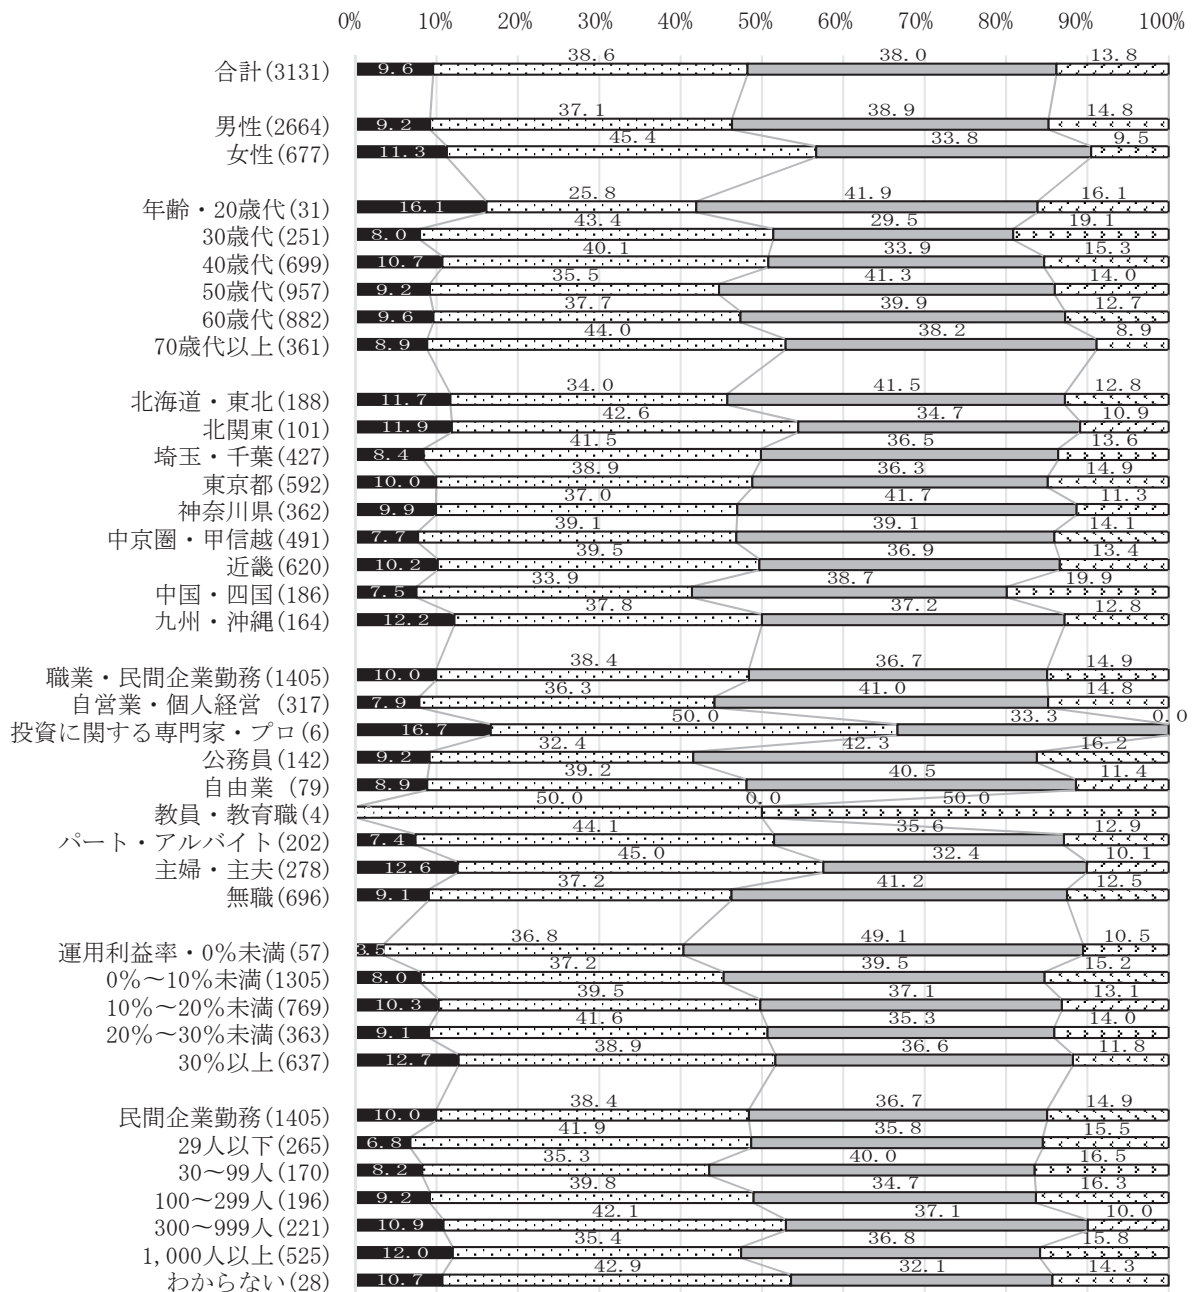 0% 10% 20% 30% 40% 50% 60% 70% 80% 90% 100%
合計(3131) 9.6 38.6 38.0 13.8
男性(2664) 9.2 37.1 38.9 14.8
女性(677) 11.3 45.4 33.8 9.5
年齢・20歳代(31) 16.1 25.8 41.9 16.1
30歳代(251) 8.0 43.4 29.5 19.1
40歳代(699) 10.7 40.1 33.9 15.3
50歳代(957) 9.2 35.5 41.3 14.0
60歳代(882) 9.6 37.7 39.9 12.7
70歳代以上(361) 8.9 44.0 38.2 8.9
北海道・東北(188) 11.7 34.0 41.5 12.8
北関東(101) 11.9 42.6 34.7 10.9
埼玉・千葉(427) 8.4 41.5 36.5 13.6
東京都(592) 10.0 38.9 36.3 14.9
神奈川県(362) 9.9 37.0 41.7 11.3
中京圏・甲信越(491) 7.7 39.1 39.1 14.1
近畿(620) 10.2 39.5 36.9 13.4
中国・四国(186) 7.5 33.9 38.7 19.9
九州・沖縄(164) 12.2 37.8 37.2 12.8
職業・民間企業勤務(1405) 10.0 38.4 36.7 14.9
自営業・個人経営 (317) 7.9 36.3 41.0 14.8
投資に関する専門家・プロ(6) 16.7 50.0 33.3 0.0
公務員(142) 9.2 32.4 42.3 16.2
自由業 (79) 8.9 39.2 40.5 11.4
教員・教育職(4) 50.0 0.0 50.0
パート・アルバイト(202) 7.4 44.1 35.6 12.9
主婦・主夫(278) 12.6 45.0 32.4 10.1
無職(696) 9.1 37.2 41.2 12.5
運用利益率・0%未満(57) 3.5 36.8 49.1 10.5
0%～10%未満(1305) 8.0 37.2 39.5 15.2
10%～20%未満(769) 10.3 39.5 37.1 13.1
20%～30%未満(363) 9.1 41.6 35.3 14.0
30%以上(637) 12.7 38.9 36.6 11.8
民間企業勤務(1405) 10.0 38.4 36.7 14.9
29人以下(265) 6.8 41.9 35.8 15.5
30～99人(170) 8.2 35.3 40.0 16.5
100～299人(196) 9.2 39.8 34.7 16.3
300～999人(221) 10.9 42.1 37.1 10.0
1,000人以上(525) 12.0 35.4 36.8 15.8
わからない(28) 10.7 42.9 32.1 14.3